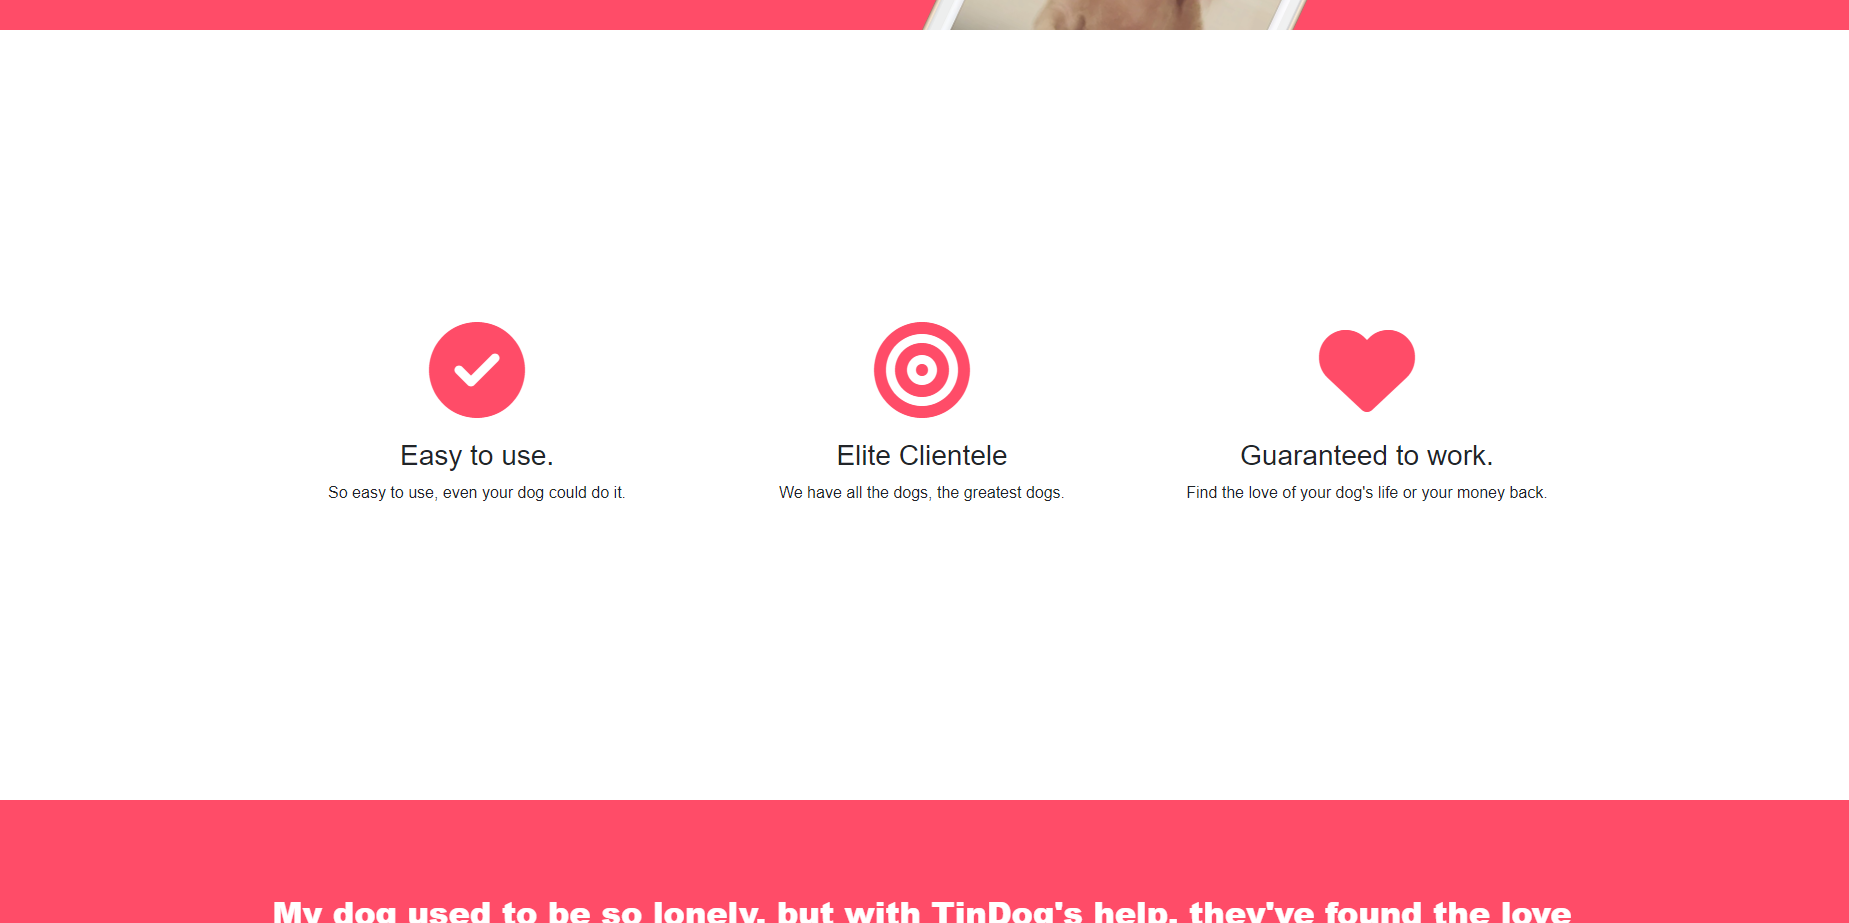 Easy to use.
So easy to use, even your dog could do it.
Elite Clientele
We have all the dogs, the greatest dogs.
Guaranteed to work.
Find the love of your dog's life or your money back.
My dog used to be so lonely, but with TinDog's help, they've found the love